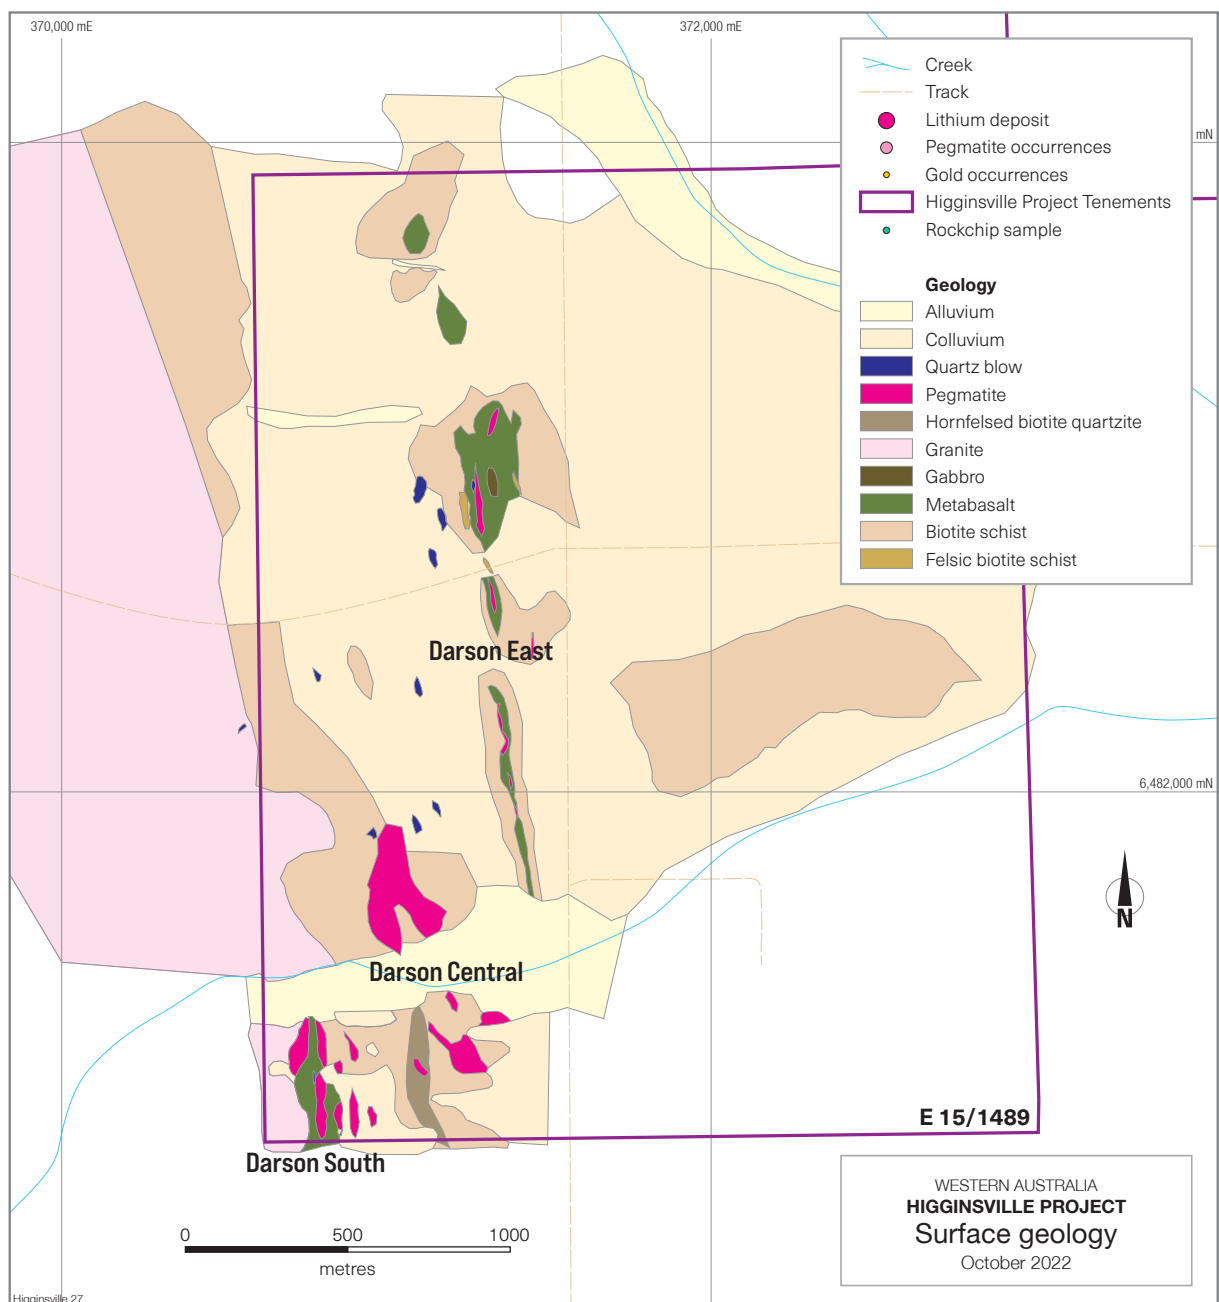 370,000 mE
372,000 mE
mN
Creek
Track
Lithium deposit
Pegmatite occurrences
Gold occurrences
Higginsville Project Tenements
Rockchip sample
Geology
Alluvium
Colluvium
Quartz blow
Pegmatite
Hornfelsed biotite quartzite
Granite
Gabbro
Metabasalt
Biotite schist
Felsic biotite schist
Darson East
6,482,000 mN
N
Darson Central
E 15/1489
Darson South
WESTERN AUSTRALIA
HIGGINSVILLE PROJECT
Surface geology
October 2022
0 500 1000
metres
Higginsville 27